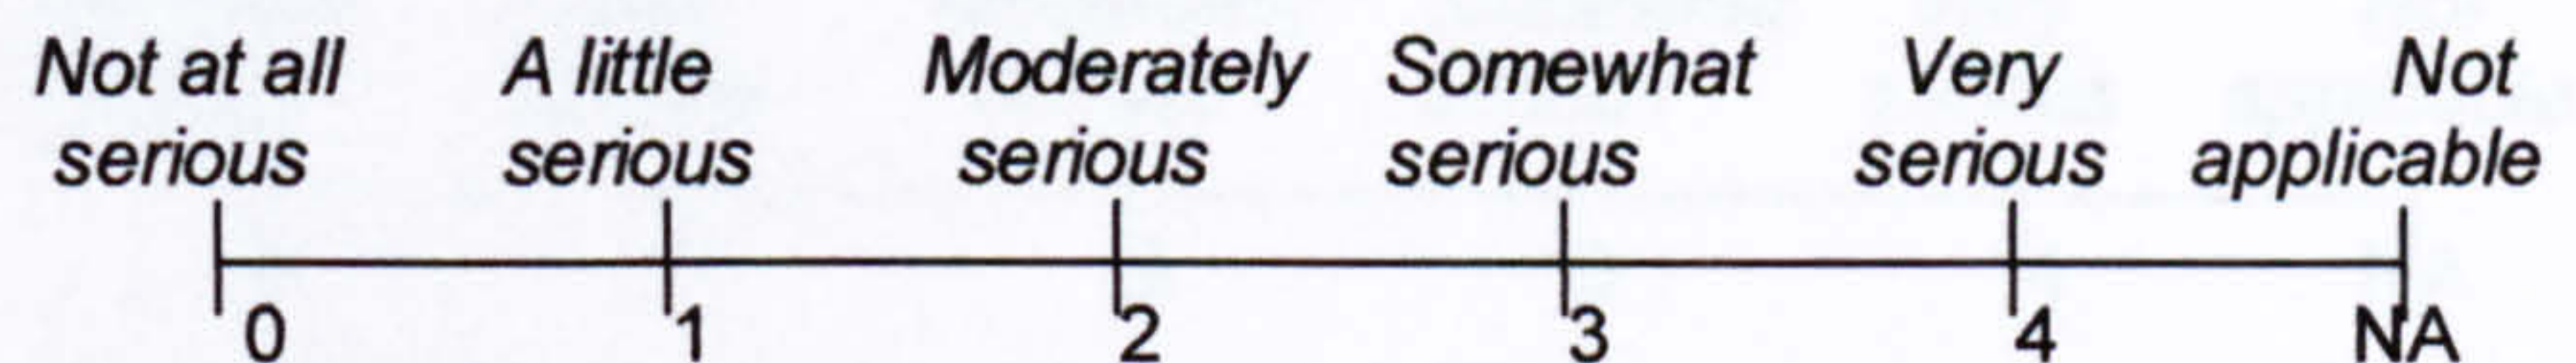 Not at all A little Moderately Somewhat Very Not
serious serious serious serious serious applicable
0 1 2 3 4 NA